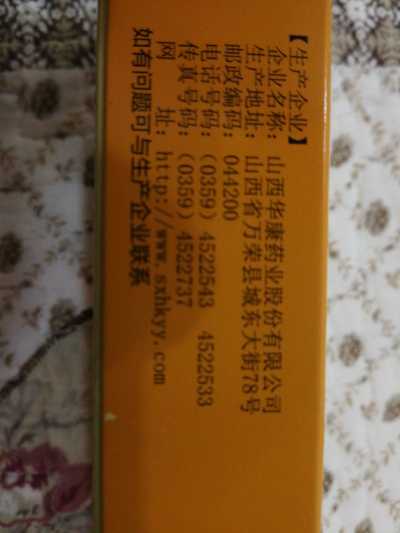 【生产企业】
企业名称：山西华康药业股份有限公司
生产地址：山西省万荣县城东大街78号
邮政编码：044200
电话号码：(0359) 4522543 4522533
传真号码：(0359) 4522737
网 址：http://www.sxhkyy.com
如有问题可与生产企业联系